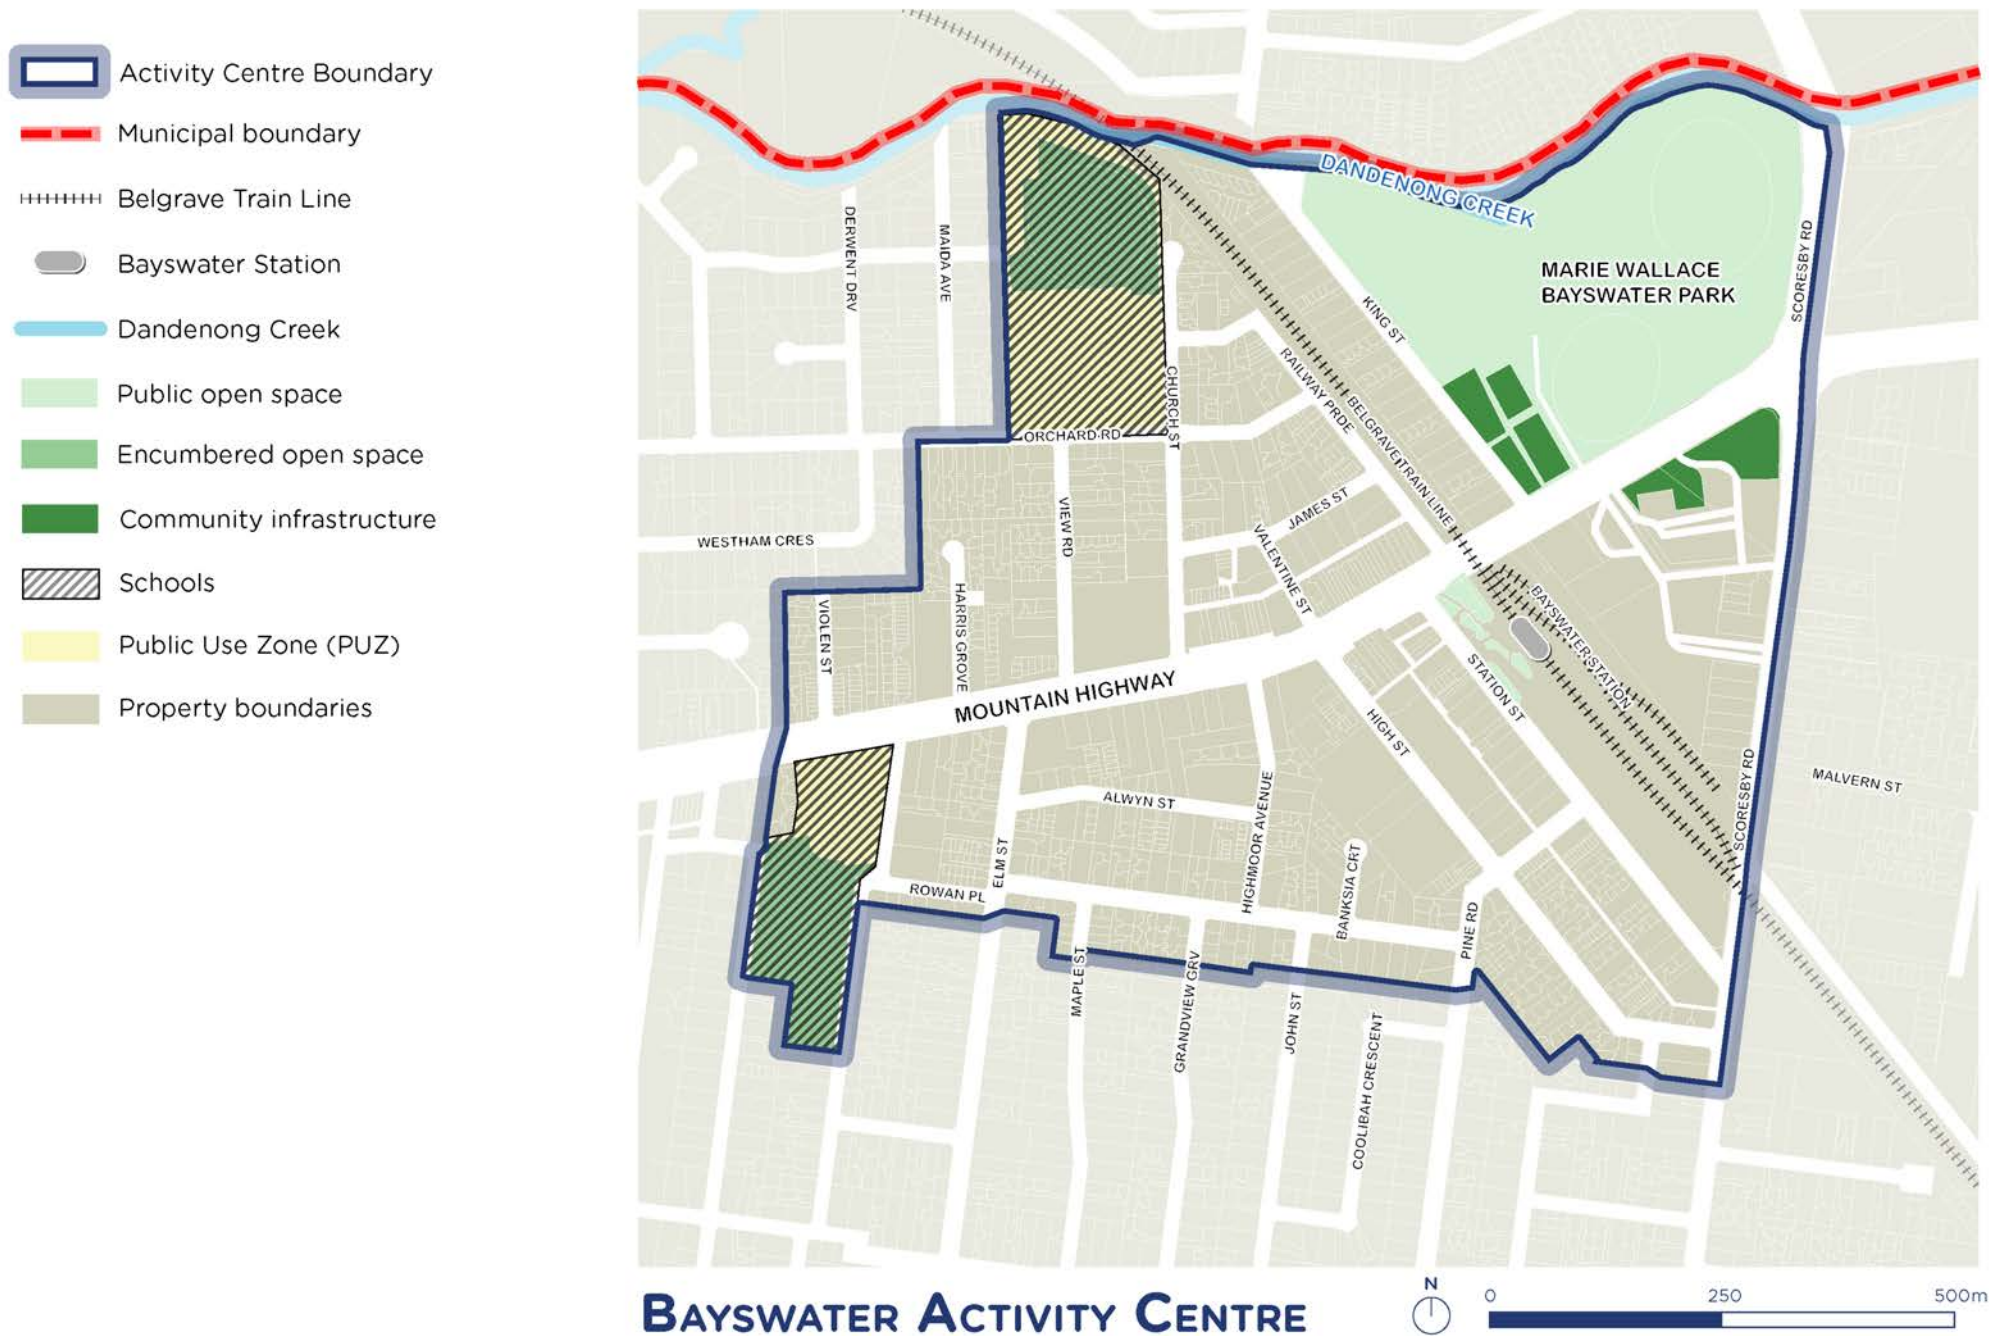 Activity Centre Boundary
Municipal boundary
Belgrave Train Line
Bayswater Station
Dandenong Creek
Public open space
Encumbered open space
Community infrastructure
Schools
Public Use Zone (PUZ)
Property boundaries
DANDENONG CREEK
MARIE WALLACE
BAYSWATER PARK
SCORESBY RD
DERWENT DRV
MAIDA AVE
KING ST
RAILWAY PRDE
BELGRAVE TRAIN LINE
CHURCH ST
ORCHARD RD
VIEW RD
JAMES ST
VALENTINE ST
WESTHAM CRES
HARRIS GROVE
VIOLEN ST
BAYSWATER STATION
STATION ST
MOUNTAIN HIGHWAY
HIGH ST
SCORESBY RD
MALVERN ST
ALWYN ST
HIGHMOOR AVENUE
ELM ST
BANKSIA CRT
ROWAN PL
PINE RD
MAPLE ST
GRANDVIEW GRV
JOHN ST
COOLIBAH CRESCENT
BAYSWATER ACTIVITY CENTRE
N
0 250 500m